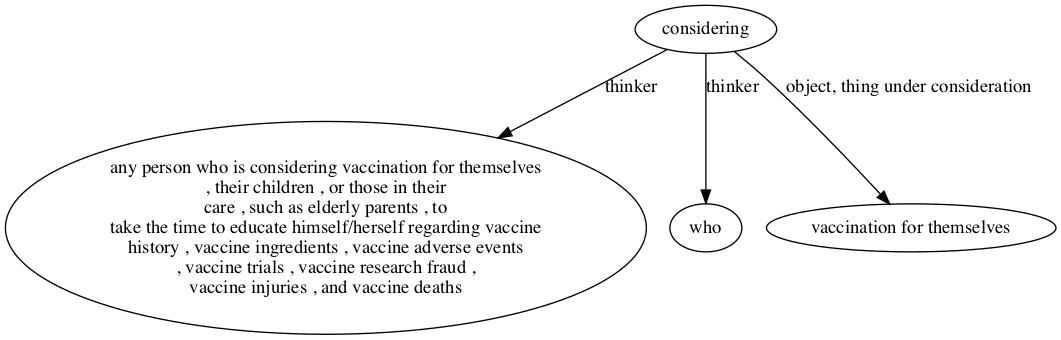 considering
thinker
thinker
object, thing under consideration
any person who is considering vaccination for themselves
, their children , or those in their
care , such as elderly parents , to
take the time to educate himself/herself regarding vaccine
history , vaccine ingredients , vaccine adverse events
, vaccine trials , vaccine research fraud ,
vaccine injuries , and vaccine deaths
who
vaccination for themselves